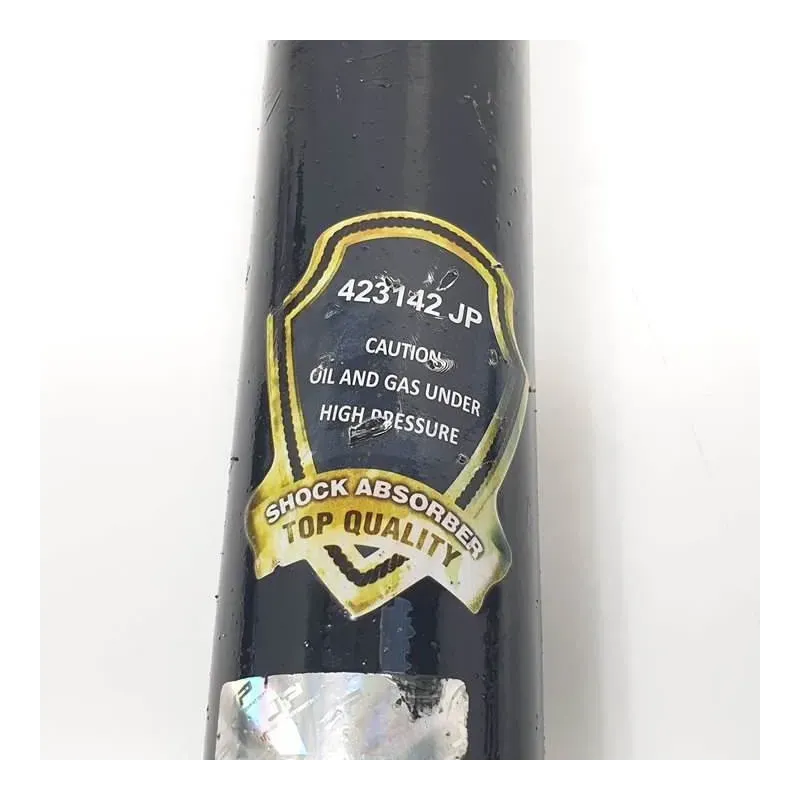 423142 JP
CAUTION
OIL AND GAS UNDER
HIGH PRESSURE
SHOCK ABSORBER
TOP QUALITY